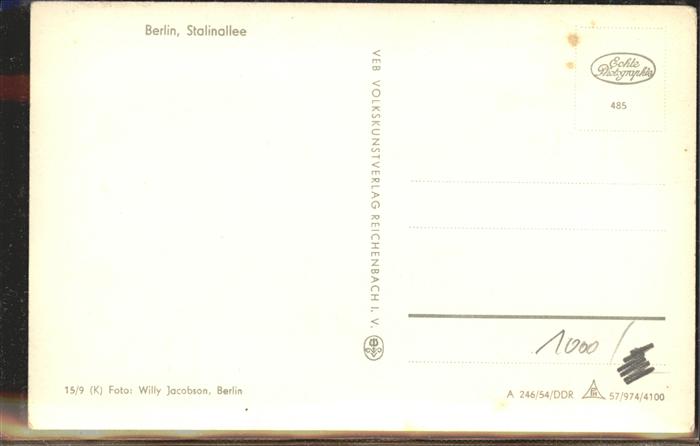 Berlin, Stalinallee
VEB VOLKSKUNSTVERLAG REICHENBACH I. V.
Echte
Photographie
485
1000/
15/9 (K) Foto: Willy Jacobson, Berlin
A 246/54/DDR 57/974/4100